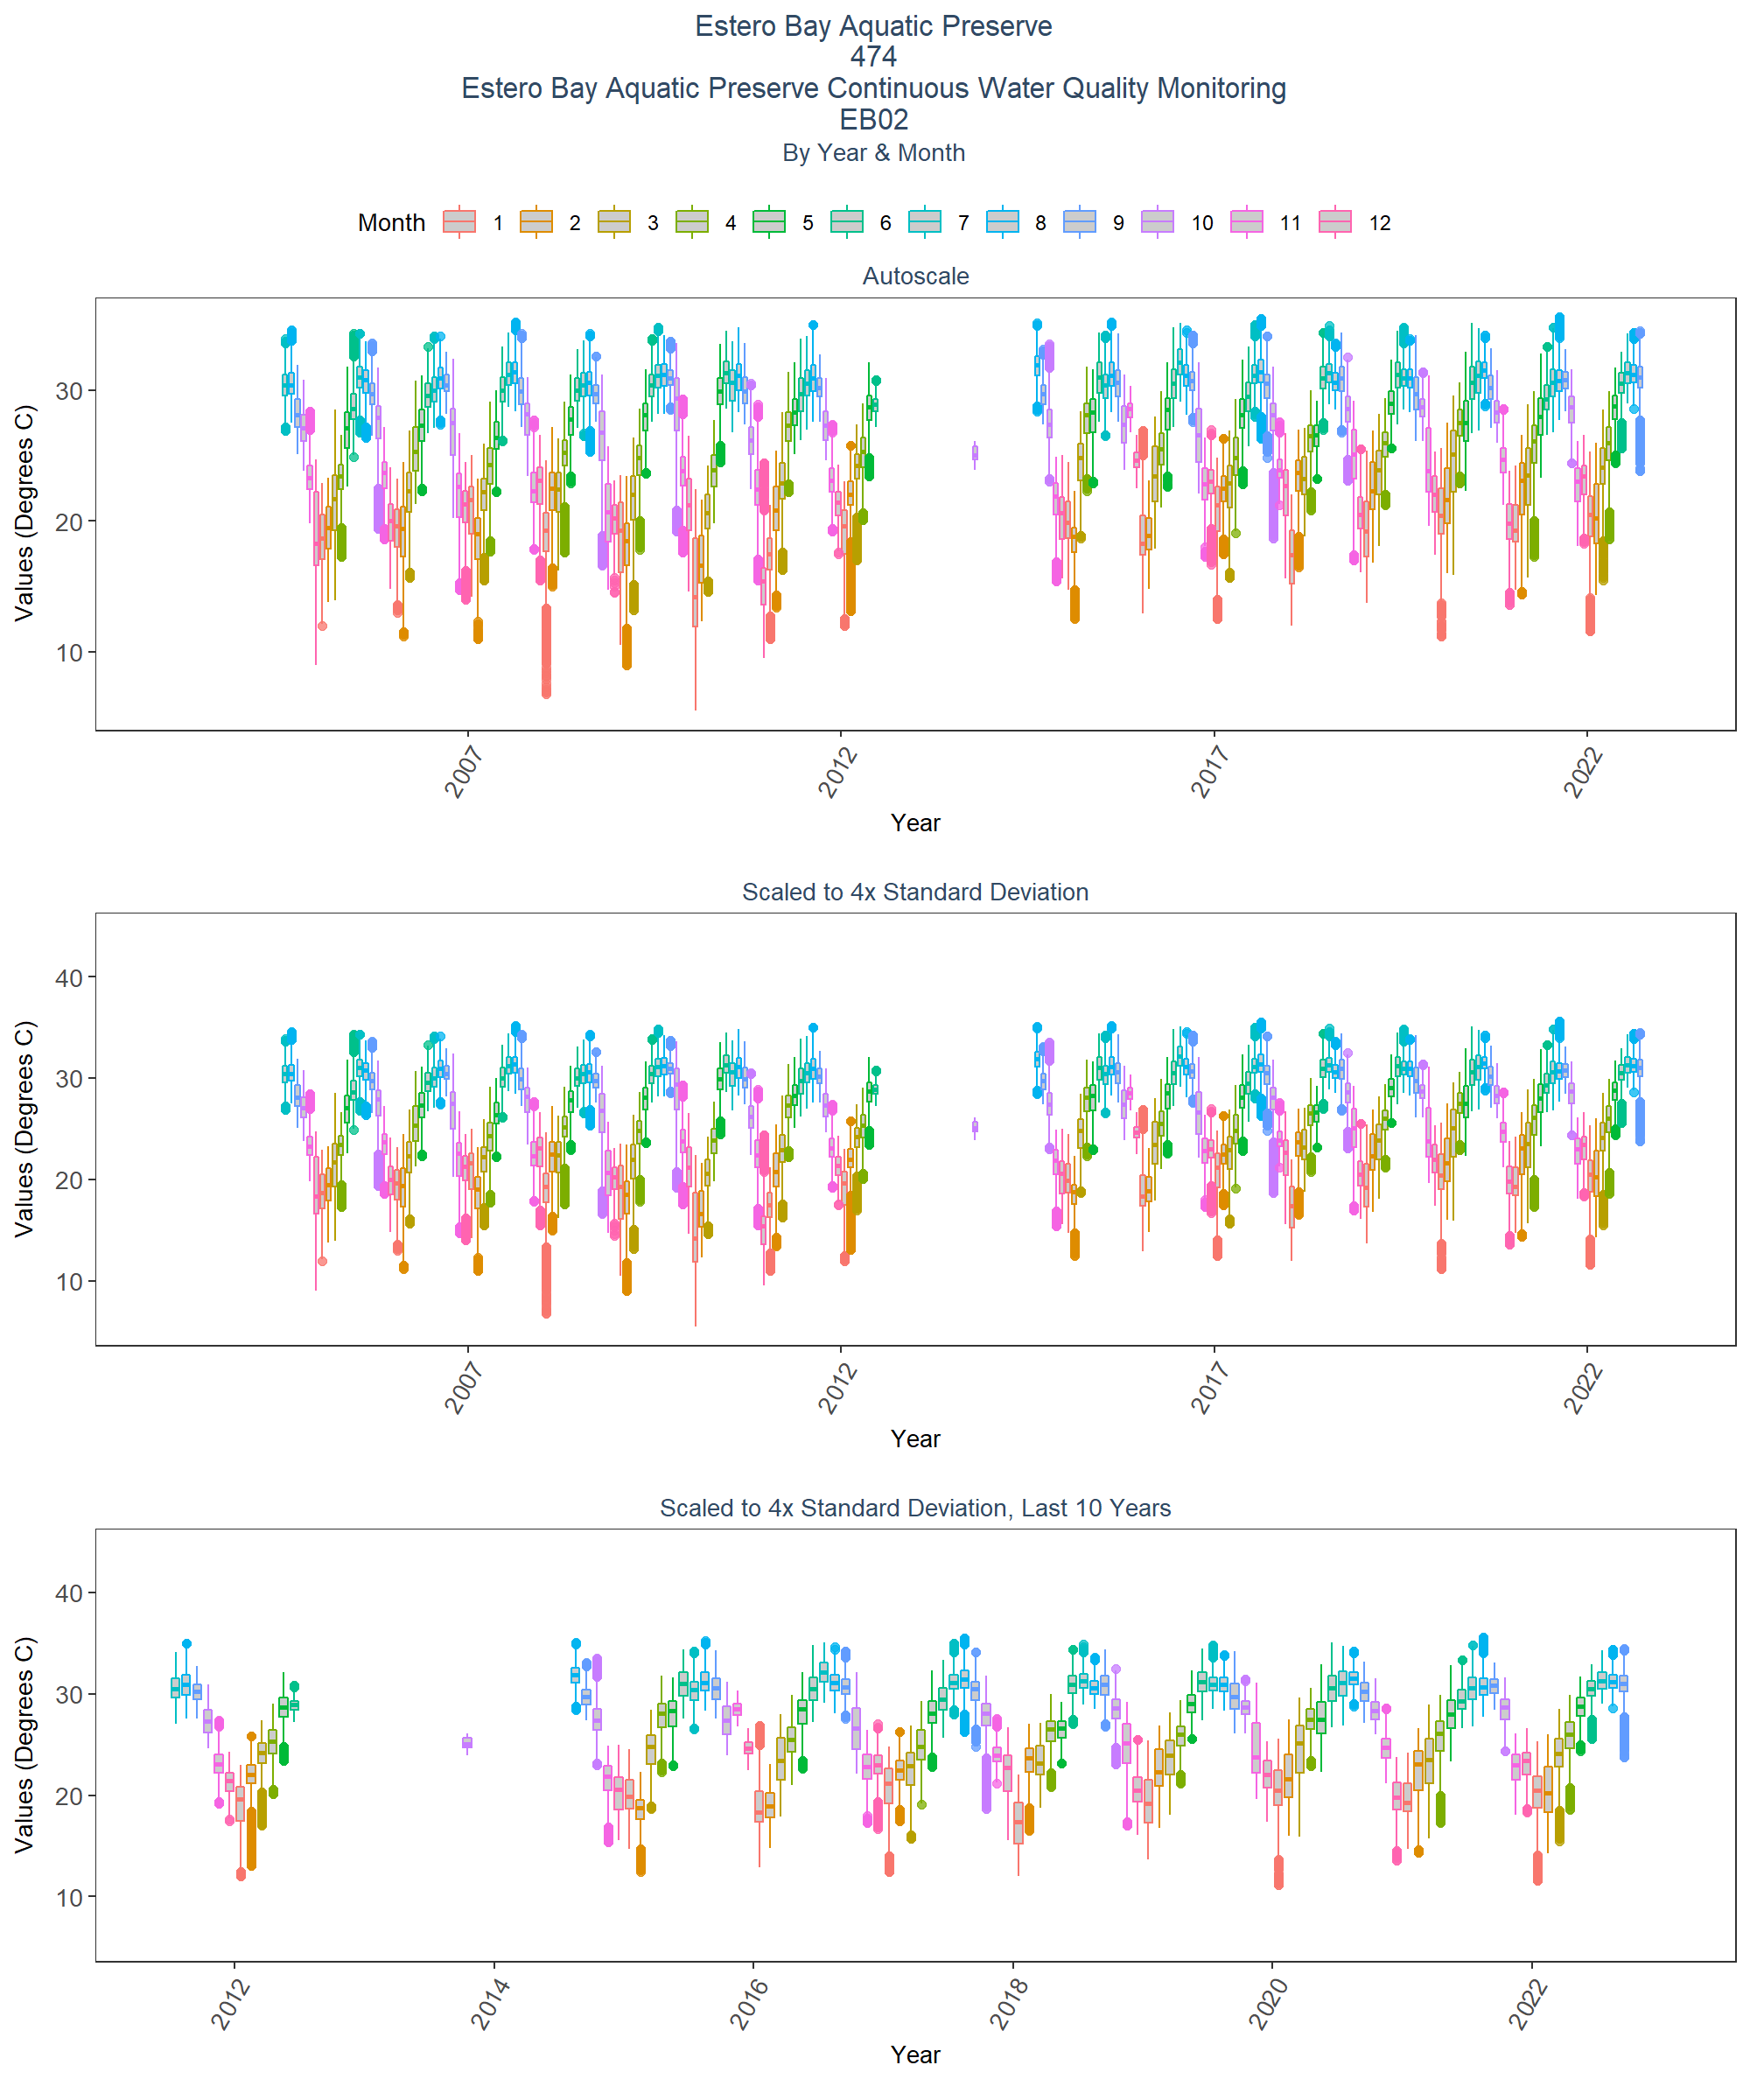 Estero Bay Aquatic Preserve
474
Estero Bay Aquatic Preserve Continuous Water Quality Monitoring
EB02
By Year & Month
Month 1 2 3 4 5 6 7 8 9 10 11 12
Autoscale
Values (Degrees C)
30
20
10
2007 2012 2017 2022
Year
Scaled to 4x Standard Deviation
Values (Degrees C)
40
30
20
10
2007 2012 2017 2022
Year
Scaled to 4x Standard Deviation, Last 10 Years
Values (Degrees C)
40
30
20
10
2012 2014 2016 2018 2020 2022
Year